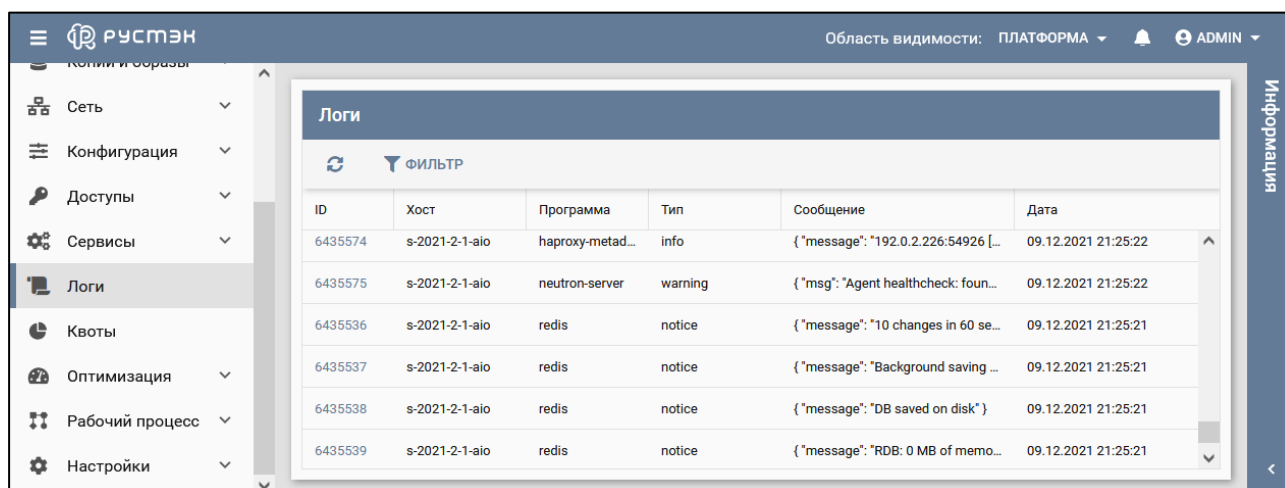 РУСТЭК
Область видимости: ПЛАТФОРМА
ADMIN
Копии и образы
Сеть
Конфигурация
Доступы
Сервисы
Логи
Квоты
Оптимизация
Рабочий процесс
Настройки
Логи
ФИЛЬТР
ID Хост Программа Тип Сообщение Дата
6435574 s-2021-2-1-aio haproxy-metad... info { "message": "192.0.2.226:54926 [... 09.12.2021 21:25:22
6435575 s-2021-2-1-aio neutron-server warning { "msg": "Agent healthcheck: foun... 09.12.2021 21:25:22
6435536 s-2021-2-1-aio redis notice { "message": "10 changes in 60 se... 09.12.2021 21:25:21
6435537 s-2021-2-1-aio redis notice { "message": "Background saving ... 09.12.2021 21:25:21
6435538 s-2021-2-1-aio redis notice { "message": "DB saved on disk" } 09.12.2021 21:25:21
6435539 s-2021-2-1-aio redis notice { "message": "RDB: 0 MB of memo... 09.12.2021 21:25:21
Информация